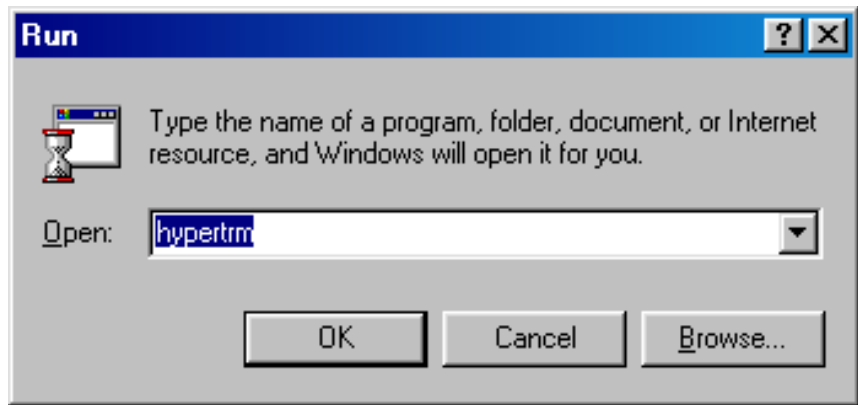 Run
Type the name of a program, folder, document, or Internet
resource, and Windows will open it for you.
Open: hypertrm
OK Cancel Browse...